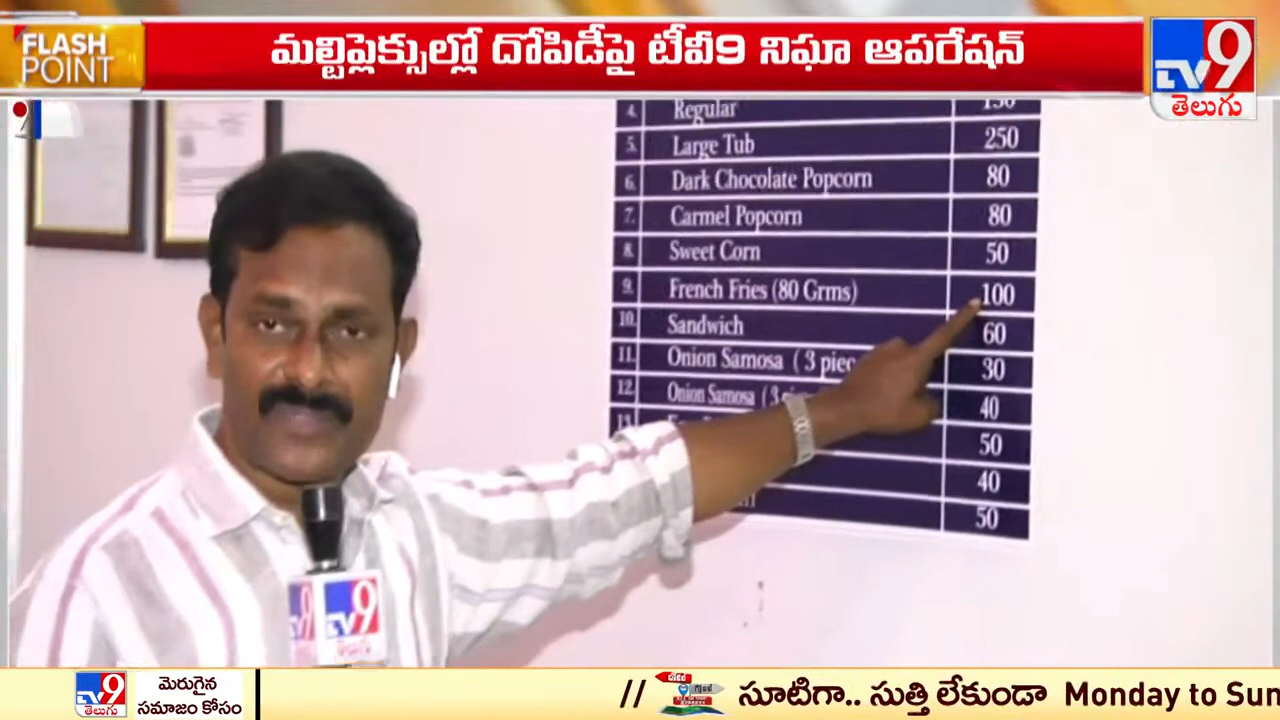 FLASH
POINT
మల్టిప్లెక్సుల్లో దోపిడీపై టీవీ9 నిఘా ఆపరేషన్
TV9
తెలుగు
4. Regular 150
5. Large Tub 250
6. Dark Chocolate Popcorn 80
7. Carmel Popcorn 80
8. Sweet Corn 50
9. French Fries (80 Grms) 100
10. Sandwich 60
11. Onion Samosa ( 3 piec 30
12. Onion Samosa ( 3 40
13. 50
40
50
TV9
తెలుగు
TV9
తెలుగు
మెరుగైన
సమాజం కోసం
// సూటిగా.. సుత్తి లేకుండా Monday to Sun